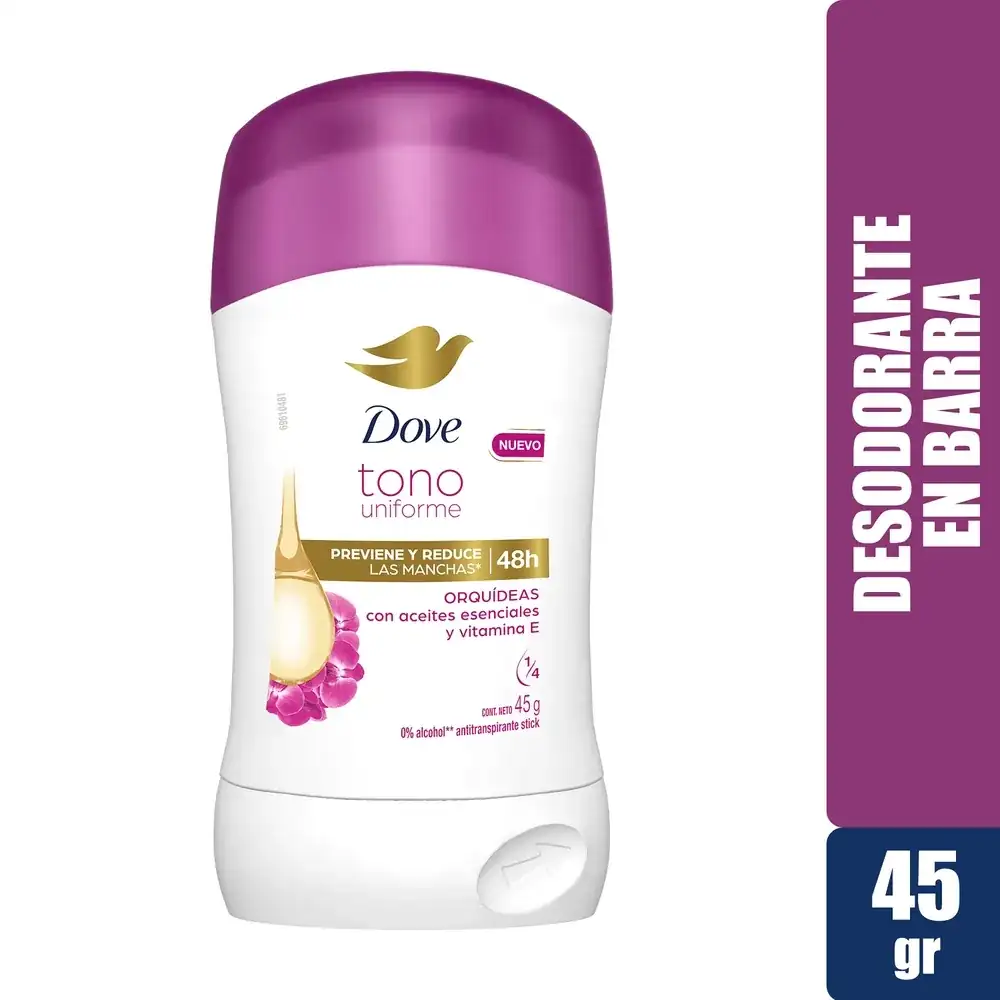 69610481
Dove
NUEVO
tono
uniforme
PREVIENE Y REDUCE
LAS MANCHAS*
48h
ORQUÍDEAS
con aceites esenciales
y vitamina E
1/4
CONT. NETO 45 g
0% alcohol** antitranspirante stick
DESODORANTE
EN BARRA
45
gr